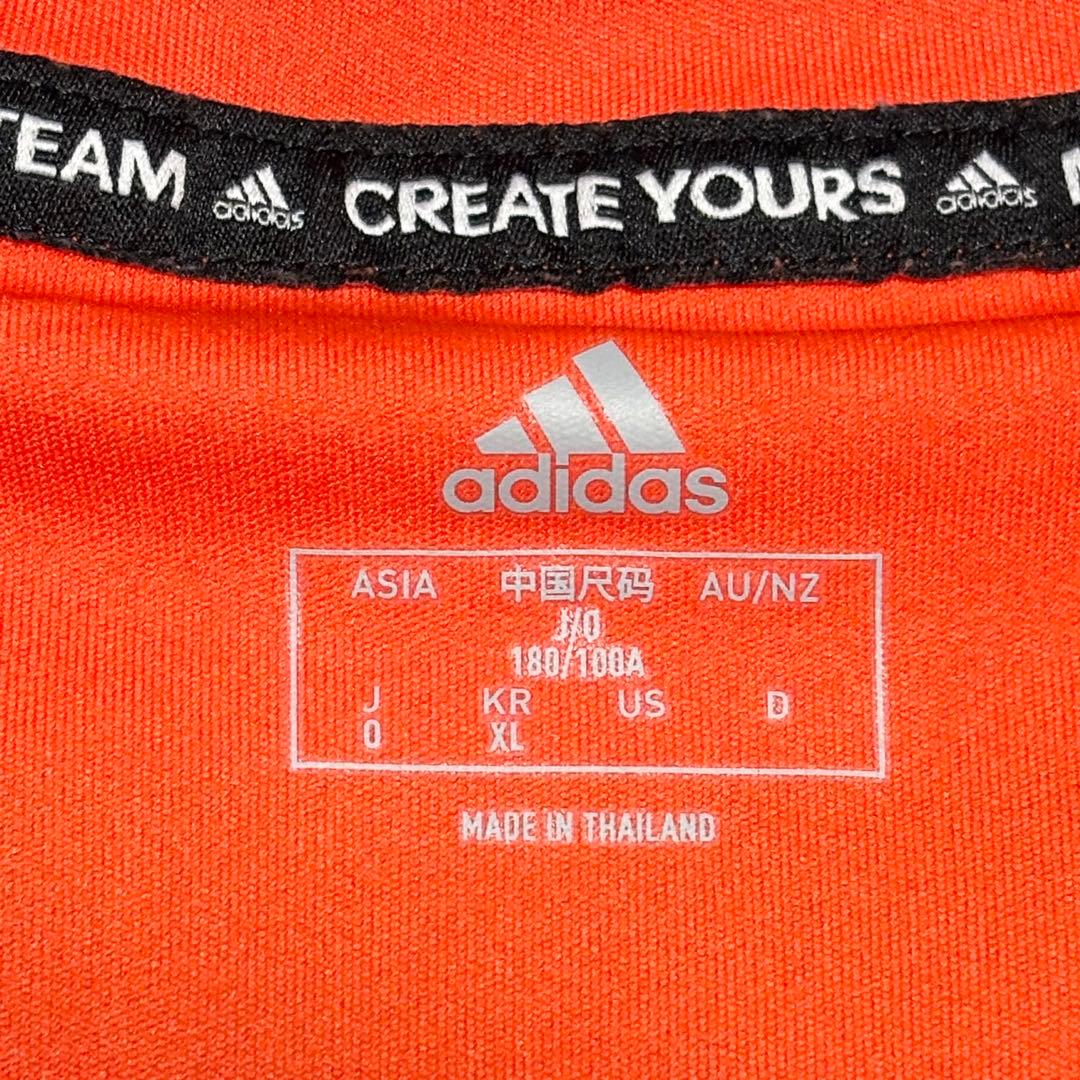 TEAM adidas CREATE YOURS adidas
adidas
ASIA 中国尺码 AU/NZ
J/O
180/100A
J KR US D
O XL
MADE IN THAILAND